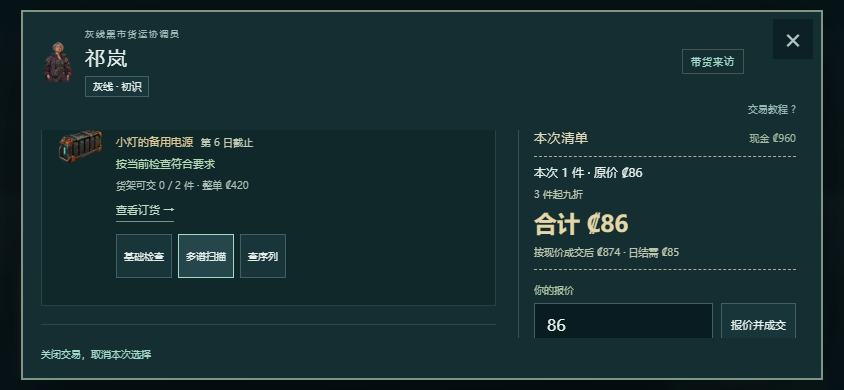 灰线黑市货运协调员
祁岚
灰线 · 初识
带货来访
×
交易教程 ?
小灯的备用电源 第 6 日截止
按当前检查符合要求
货架可交 0 / 2 件 · 整单 ₡420
查看订货 →
基础检查
多谱扫描
查序列
本次清单
现金 ₡960
本次 1 件 · 原价 ₡86
3 件起九折
合计 ₡86
按现价成交后 ₡874 · 日结需 ₡85
你的报价
86
报价并成交
关闭交易，取消本次选择